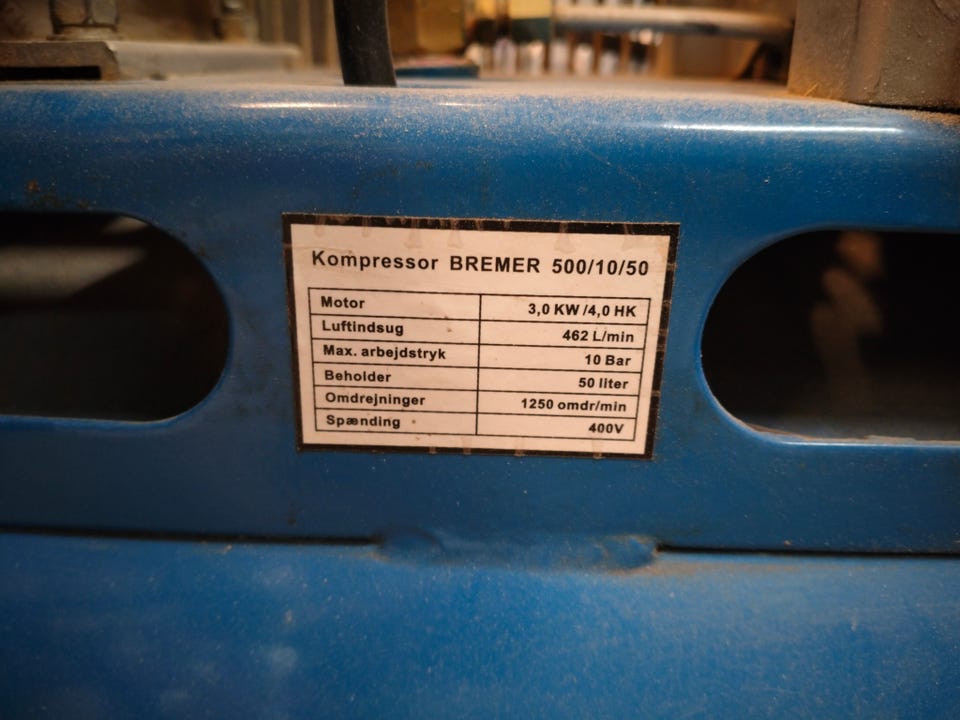 Kompressor BREMER 500/10/50
Motor 3,0 KW /4,0 HK
Luftindsug 462 L/min
Max. arbejdstryk 10 Bar
Beholder 50 liter
Omdrejninger 1250 omdr/min
Spænding 400V